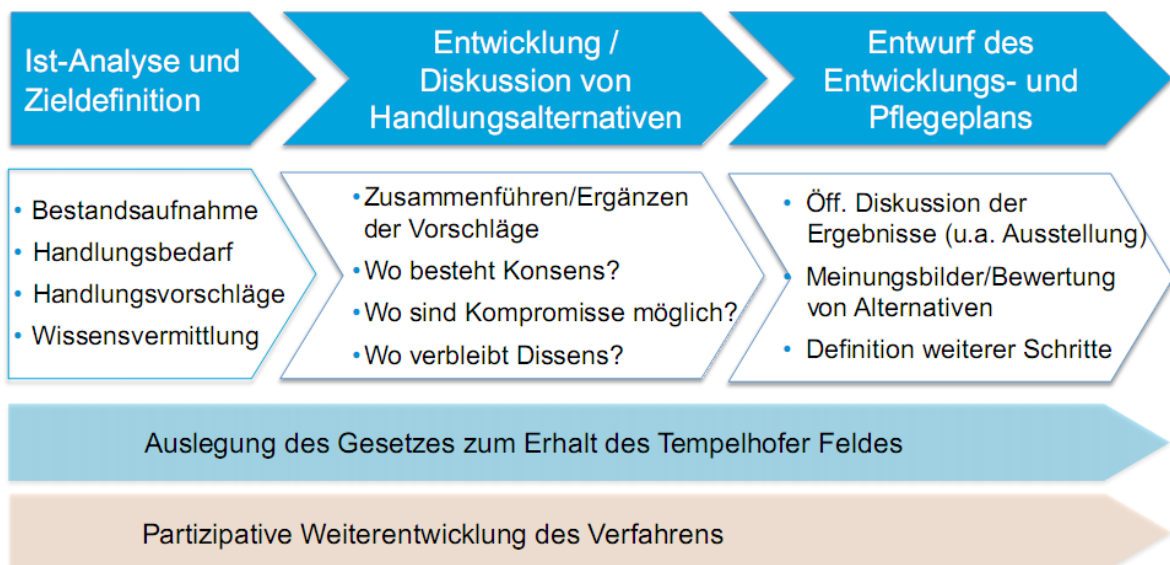 Ist-Analyse und
Zieldefinition
Entwicklung /
Diskussion von
Handlungsalternativen
Entwurf des
Entwicklungs- und
Pflegeplans
• Bestandsaufnahme
• Handlungsbedarf
• Handlungsvorschläge
• Wissensvermittlung
• Zusammenführen/Ergänzen
der Vorschläge
• Wo besteht Konsens?
• Wo sind Kompromisse möglich?
• Wo verbleibt Dissens?
• Öff. Diskussion der
Ergebnisse (u.a. Ausstellung)
• Meinungsbilder/Bewertung
von Alternativen
• Definition weiterer Schritte
Auslegung des Gesetzes zum Erhalt des Tempelhofer Feldes
Partizipative Weiterentwicklung des Verfahrens